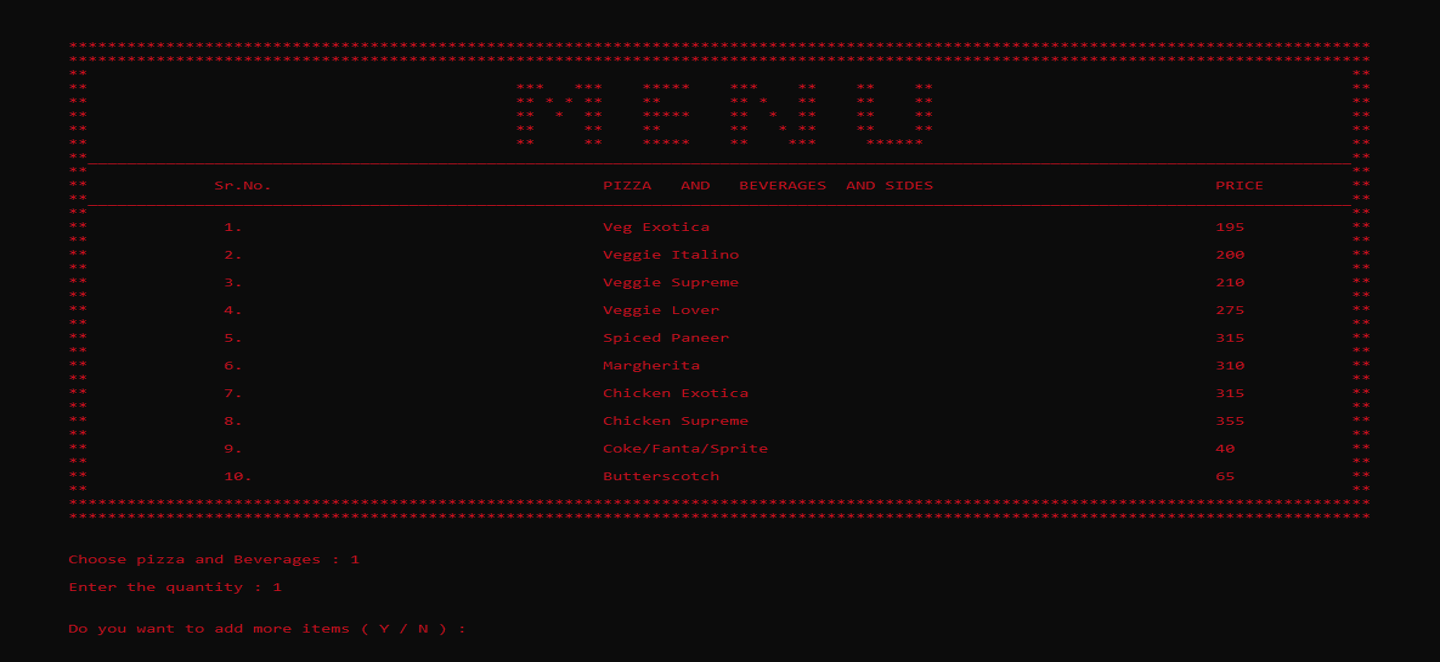 MENU
Sr.No. PIZZA AND BEVERAGES AND SIDES PRICE
1. Veg Exotica 195
2. Veggie Italino 200
3. Veggie Supreme 210
4. Veggie Lover 275
5. Spiced Paneer 315
6. Margherita 310
7. Chicken Exotica 315
8. Chicken Supreme 355
9. Coke/Fanta/Sprite 40
10. Butterscotch 65
Choose pizza and Beverages : 1
Enter the quantity : 1
Do you want to add more items ( Y / N ) :